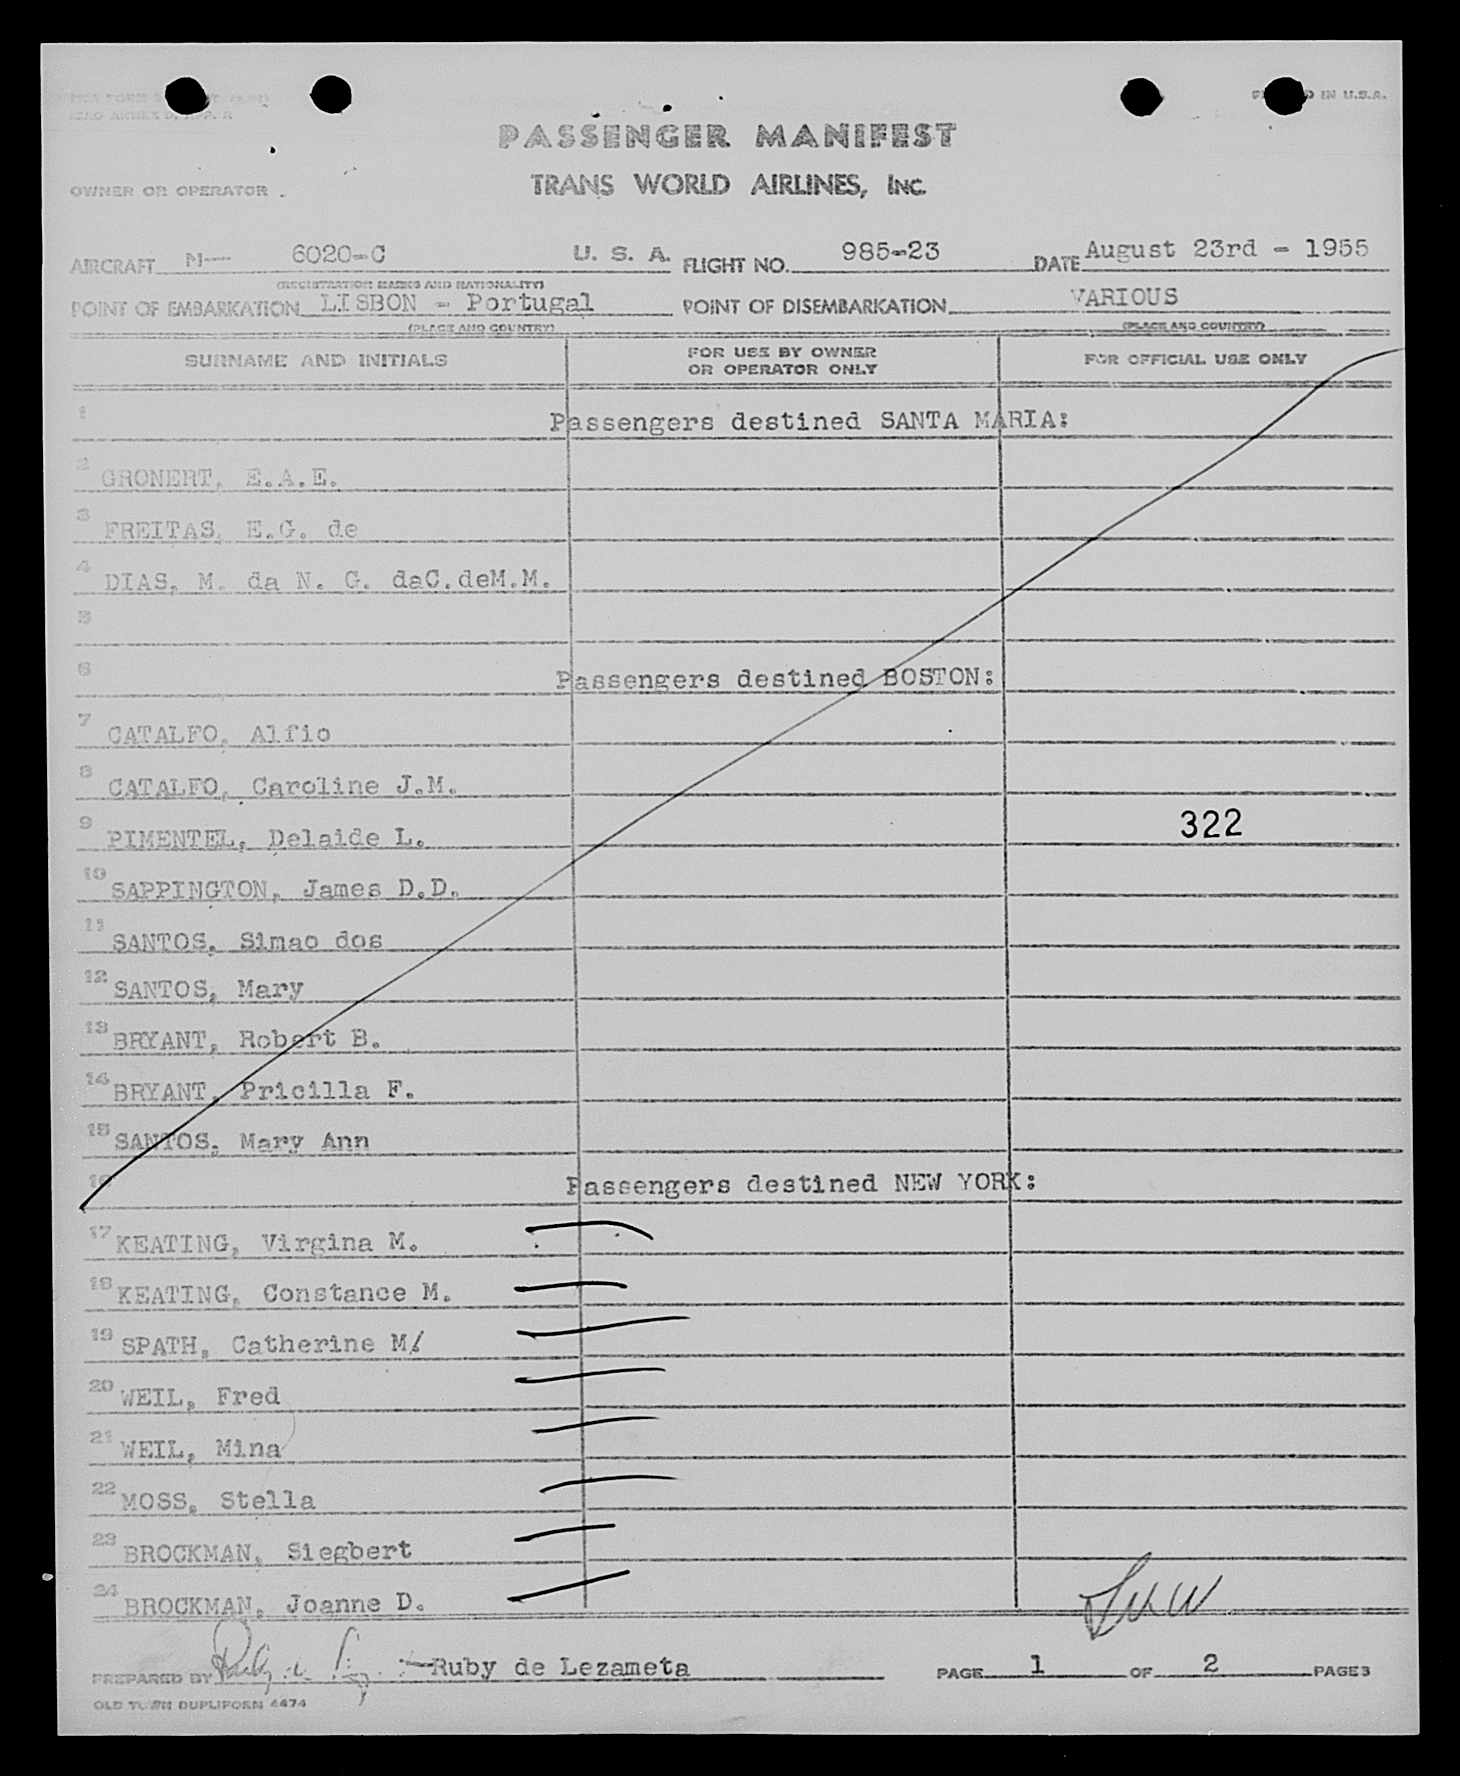 ICAO ANNEX 9, APP. R
PRINTED IN U.S.A.
PASSENGER MANIFEST
TRANS WORLD AIRLINES, INC.
OWNER OR OPERATOR
AIRCRAFT N— 6020-C U. S. A. FLIGHT NO. 985-23 DATE August 23rd - 1955
(REGISTRATION MARKS AND NATIONALITY)
POINT OF EMBARKATION LISBON - Portugal POINT OF DISEMBARKATION VARIOUS
(PLACE AND COUNTRY) (PLACE AND COUNTRY)
SURNAME AND INITIALS FOR USE BY OWNER OR OPERATOR ONLY FOR OFFICIAL USE ONLY
1 Passengers destined SANTA MARIA:
2 GRONERT, E.A.E.
3 FREITAS, E.G. de
4 DIAS, M. da N. G. daC.deM.M.
5
6 Passengers destined BOSTON:
7 CATALFO, Alfio
8 CATALFO, Caroline J.M.
9 PIMENTEL, Delaide L. 322
10 SAPPINGTON, James D.D.
11 SANTOS, Simao dos
12 SANTOS, Mary
13 BRYANT, Robert B.
14 BRYANT, Pricilla F.
15 SANTOS, Mary Ann
16 Passengers destined NEW YORK:
17 KEATING, Virgina M.
18 KEATING, Constance M.
19 SPATH, Catherine M/
20 WEIL, Fred
21 WEIL, Mina
22 MOSS, Stella
23 BROCKMAN, Siegbert
24 BROCKMAN, Joanne D.
PREPARED BY Ruby de Lezameta PAGE 1 OF 2 PAGES
OLD TOWN DUPLIFORM 4474